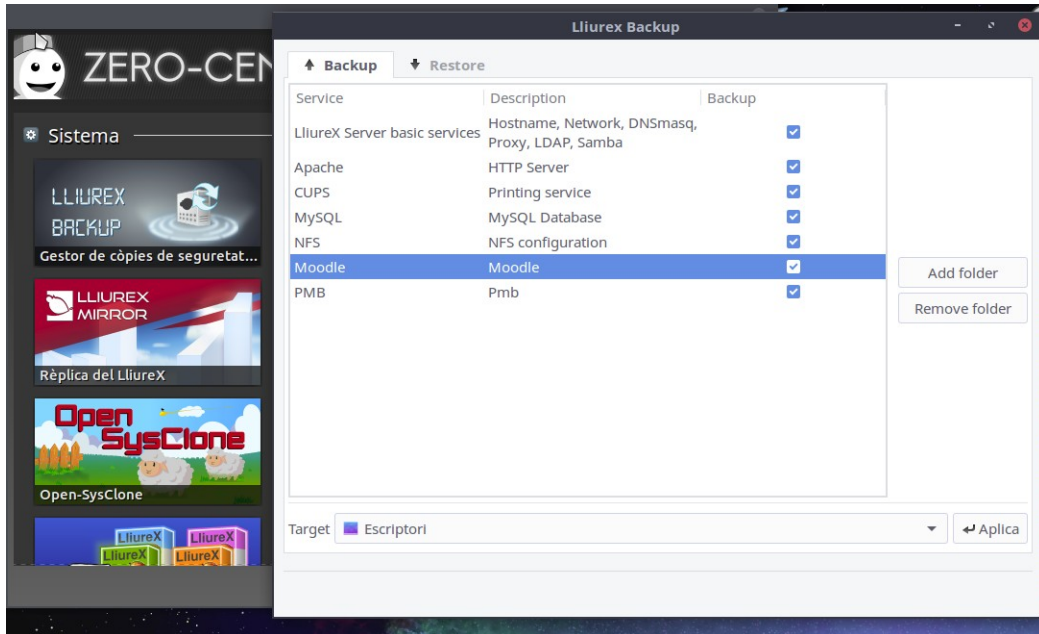 Lliurex Backup
ZERO-CEN
Backup
Restore
Service Description Backup
LliureX Server basic services
Hostname, Network, DNSmasq,
Proxy, LDAP, Samba
Apache HTTP Server
CUPS Printing service
MySQL MySQL Database
NFS NFS configuration
Moodle Moodle
PMB Pmb
Add folder
Remove folder
Target Escriptori
Aplica
Sistema
LLIUREX
BACKUP
Gestor de còpies de seguretat...
LLIUREX
MIRROR
Rèplica del LliureX
Open
SysClone
Open-SysClone
LliureX LliureX
LliureX LliureX